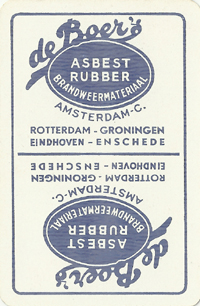 de Boer's
ASBEST
RUBBER
BRANDWEERMATERIAAL
AMSTERDAM-C.
ROTTERDAM - GRONINGEN
EINDHOVEN - ENSCHEDE
EINDHOVEN - ENSCHEDE
ROTTERDAM - GRONINGEN
AMSTERDAM-C.
BRANDWEERMATERIAAL
RUBBER
ASBEST
de Boer's